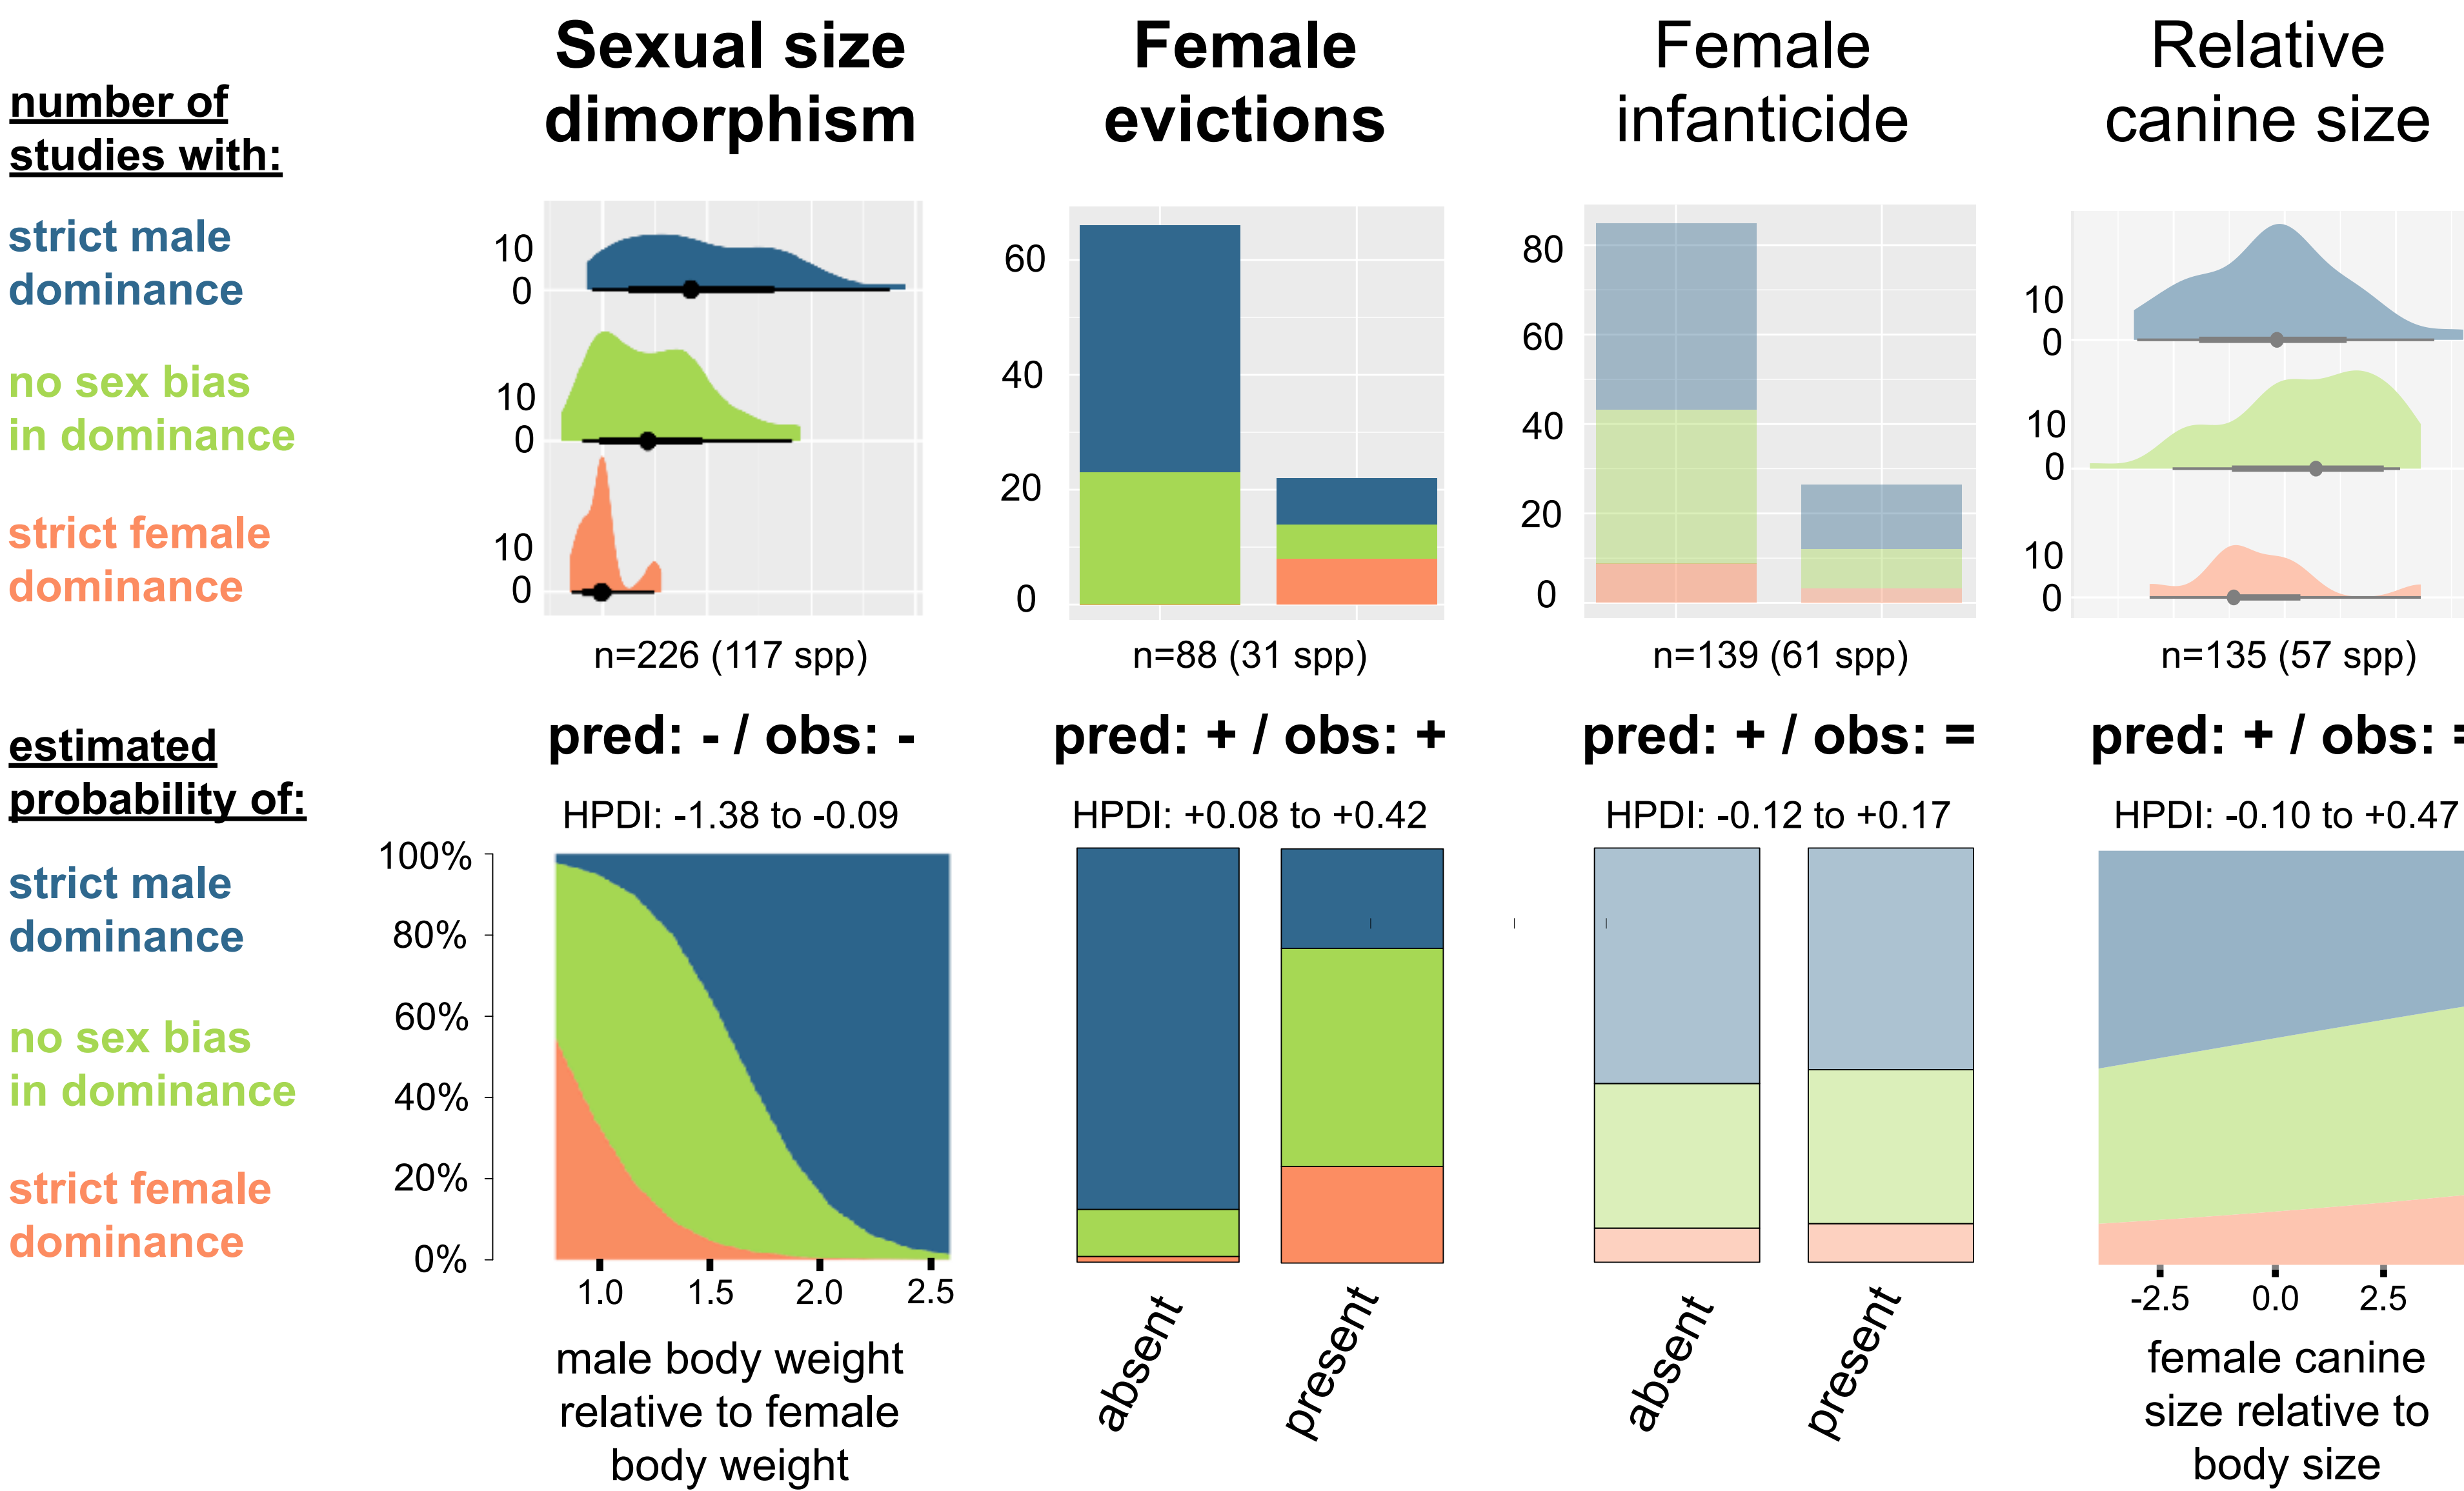 Sexual size
dimorphism
Female
evictions
Female
infanticide
Relative
canine size
number of
studies with:
strict male
dominance
no sex bias
in dominance
strict female
dominance
10
0
10
0
10
0
60
40
20
0
80
60
40
20
0
10
0
10
0
10
0
n=226 (117 spp)
n=88 (31 spp)
n=139 (61 spp)
n=135 (57 spp)
pred: - / obs: -
pred: + / obs: +
pred: + / obs: =
pred: + / obs: =
HPDI: -1.38 to -0.09
HPDI: +0.08 to +0.42
HPDI: -0.12 to +0.17
HPDI: -0.10 to +0.47
estimated
probability of:
strict male
dominance
no sex bias
in dominance
strict female
dominance
100%
80%
60%
40%
20%
0%
1.0 1.5 2.0 2.5
male body weight
relative to female
body weight
absent
present
absent
present
-2.5 0.0 2.5
female canine
size relative to
body size